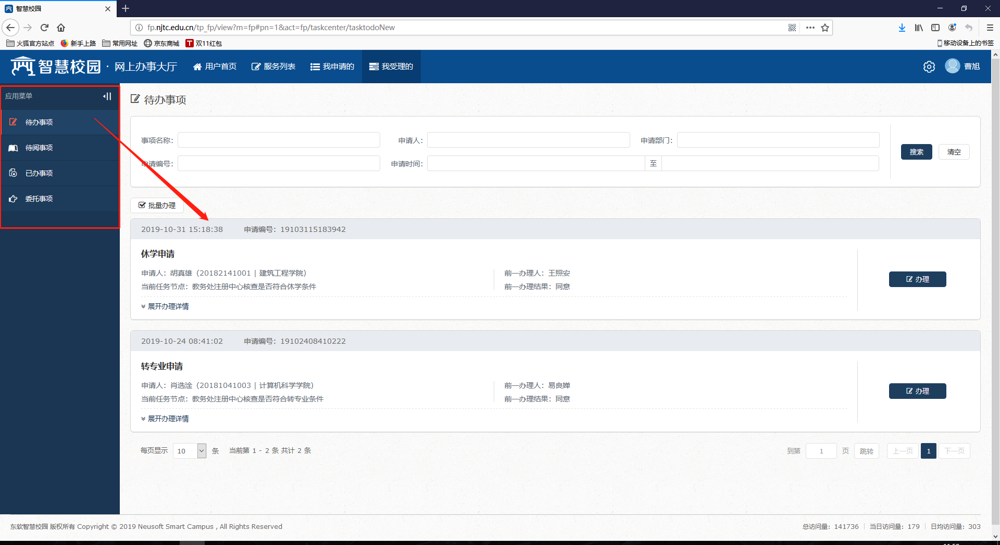 智慧校园
fp.njtc.edu.cn/tp_fp/view?m=fp#pn=1&act=fp/taskcenter/tasktodoNew
火狐官方站点 新手上路 常用网址 京东商城 双11红包 移动设备上的书签
智慧校园 · 网上办事大厅 用户首页 服务列表 我申请的 我受理的 曹旭
应用菜单
待办事项
待阅事项
已办事项
委托事项
待办事项
事项名称： 申请人： 申请部门：
申请编号： 申请时间： 至
搜索 清空
批量办理
2019-10-31 15:18:38 申请编号：19103115183942
休学申请
申请人：胡真雄（20182141001 | 建筑工程学院） 前一办理人：王照安
当前任务节点：教务处注册中心核查是否符合休学条件 前一办理结果：同意
办理
展开办理详情
2019-10-24 08:41:02 申请编号：19102408410222
转专业申请
申请人：肖选淦（20181041003 | 计算机科学学院） 前一办理人：易良婵
当前任务节点：教务处注册中心核查是否符合转专业条件 前一办理结果：同意
办理
展开办理详情
每页显示 10 条 当前第 1 - 2 条 共计 2 条 到第 1 页 跳转 上一页 1 下一页
东软智慧校园 版权所有 Copyright © 2019 Neusoft Smart Campus , All Rights Reserved 总访问量：141736 当日访问量：179 日均访问量：303